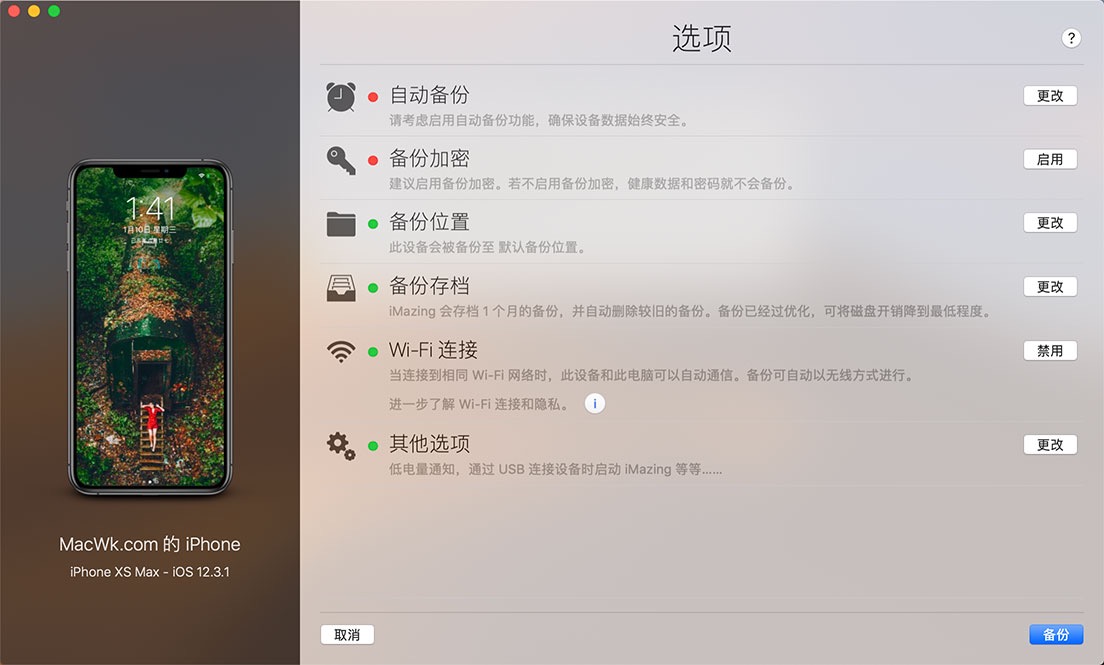 选项
?
自动备份
更改
请考虑启用自动备份功能，确保设备数据始终安全。
备份加密
启用
建议启用备份加密。若不启用备份加密，健康数据和密码就不会备份。
备份位置
更改
此设备会被备份至 默认备份位置。
备份存档
更改
iMazing 会存档 1 个月的备份，并自动删除较旧的备份。备份已经过优化，可将磁盘开销降到最低程度。
Wi-Fi 连接
禁用
当连接到相同 Wi-Fi 网络时，此设备和此电脑可以自动通信。备份可自动以无线方式进行。
进一步了解 Wi-Fi 连接和隐私。
i
其他选项
更改
低电量通知，通过 USB 连接设备时启动 iMazing 等等......
1:41
1月10日 星期三
MacWk.com 的 iPhone
iPhone XS Max - iOS 12.3.1
取消
备份